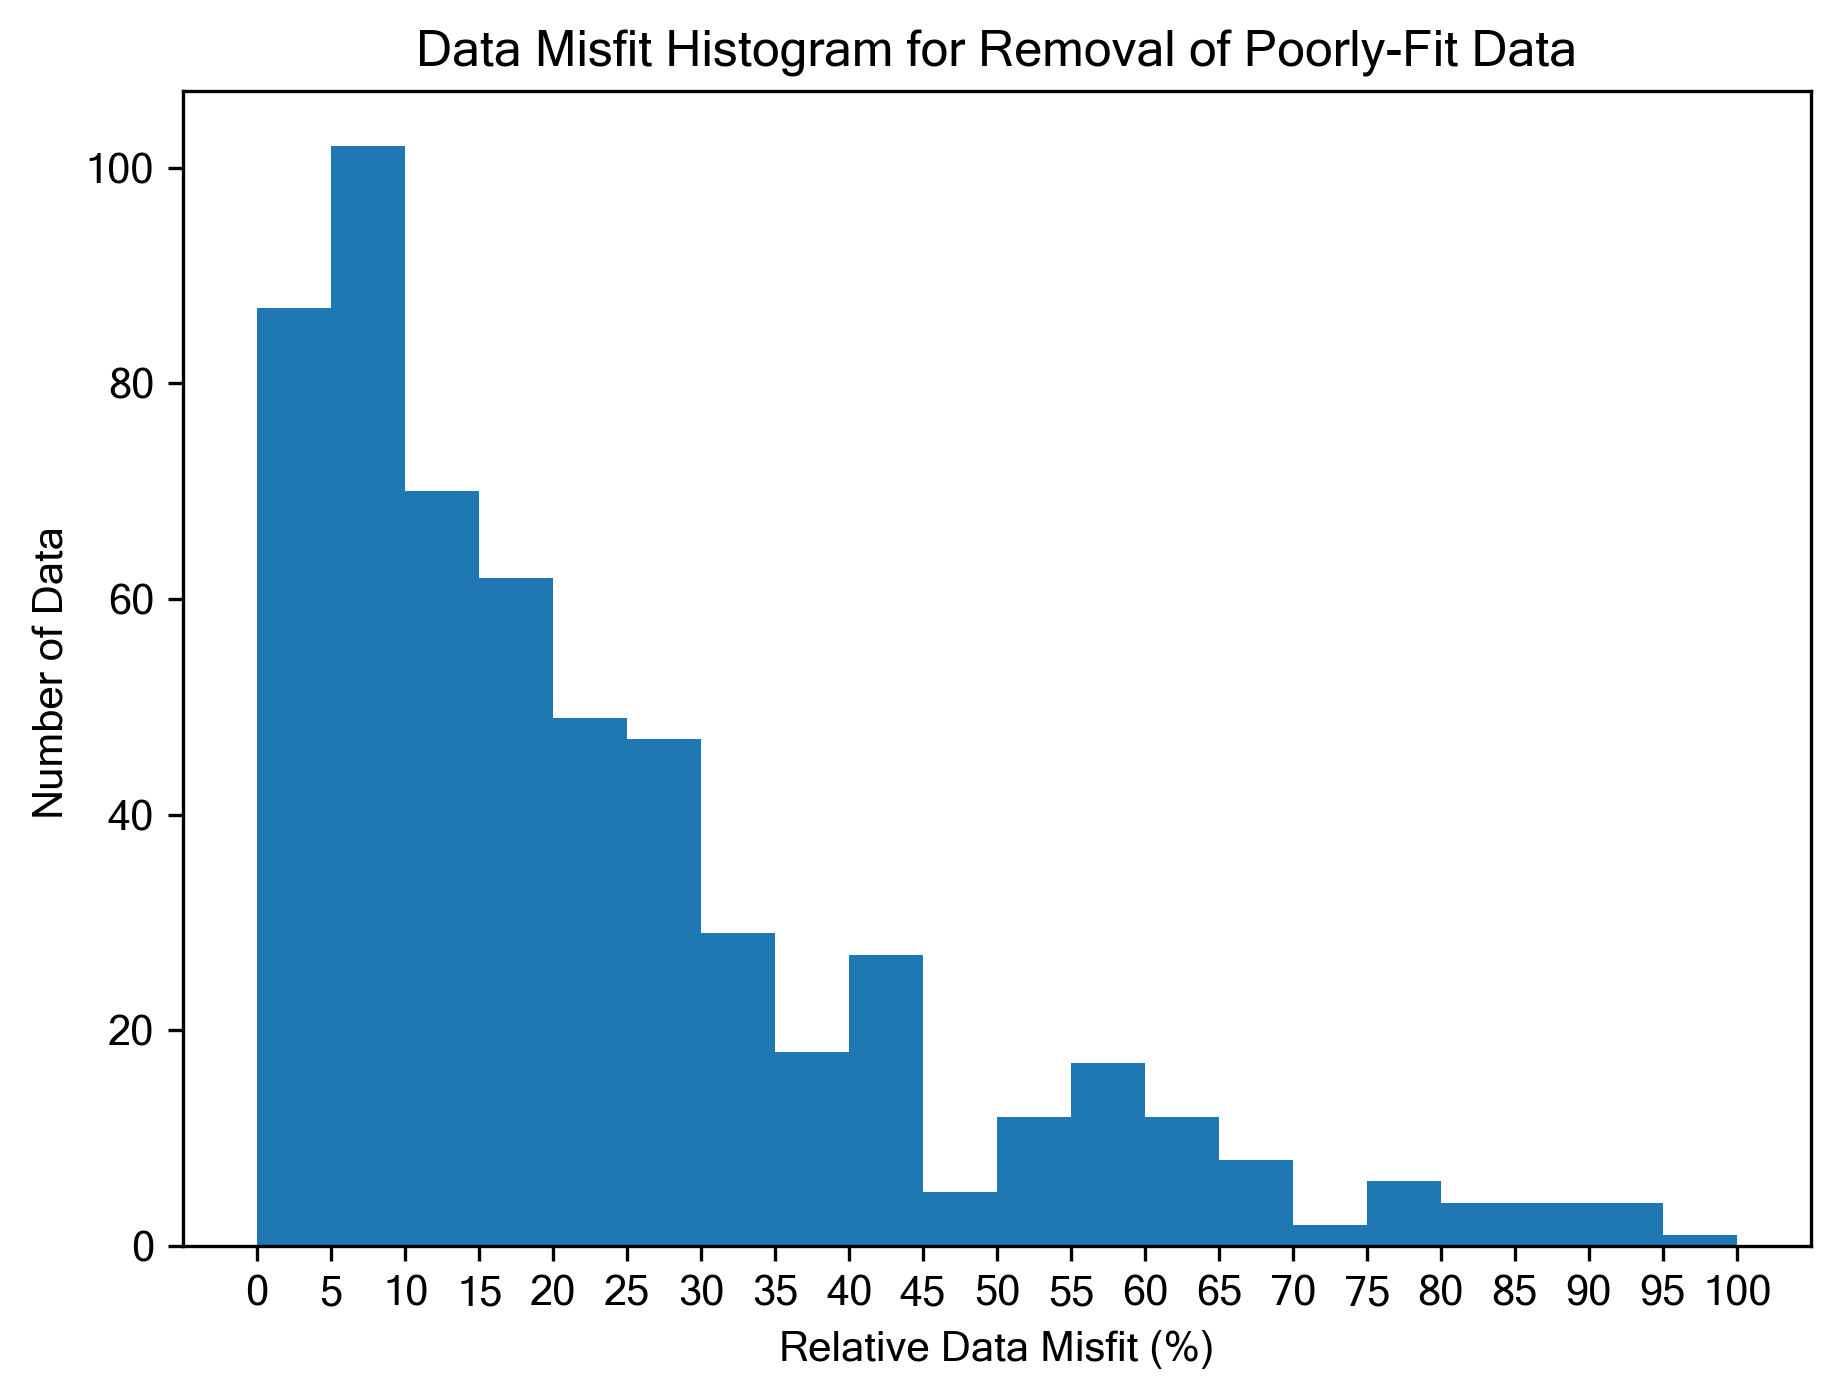 Data Misfit Histogram for Removal of Poorly-Fit Data
Number of Data
100
80
60
40
20
0
0 5 10 15 20 25 30 35 40 45 50 55 60 65 70 75 80 85 90 95 100
Relative Data Misfit (%)